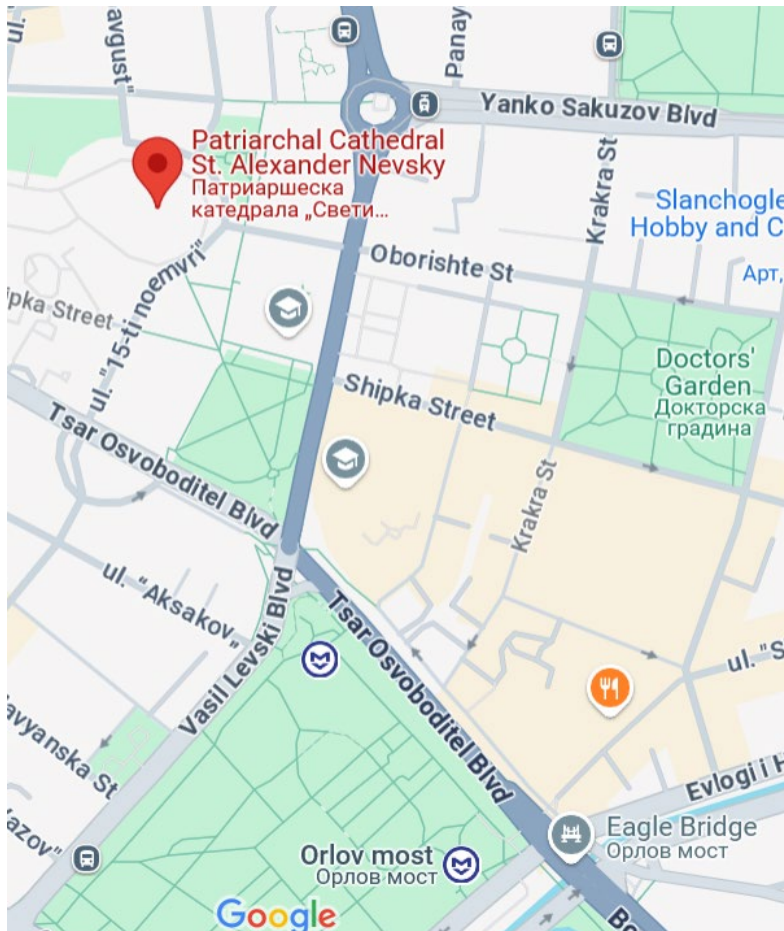 ул.
avgust"
Panay
Yanko Sakuzov Blvd
Patriarchal Cathedral
St. Alexander Nevsky
Патриаршеска
катедрала „Свети...
Krakra St
Slanchogle
Hobby and C
Арт,
Oborishte St
ul. "15-ti noemvri"
ipka Street
Doctors'
Garden
Докторска
градина
Shipka Street
Tsar Osvoboditel Blvd
Krakra St
ul. "Aksakov"
Vasil Levski Blvd
Tsar Osvoboditel Blvd
ul. "S
avyanska St
Evlogi i H
Eagle Bridge
Орлов мост
azov"
Orlov most
Орлов мост
Google
Bo